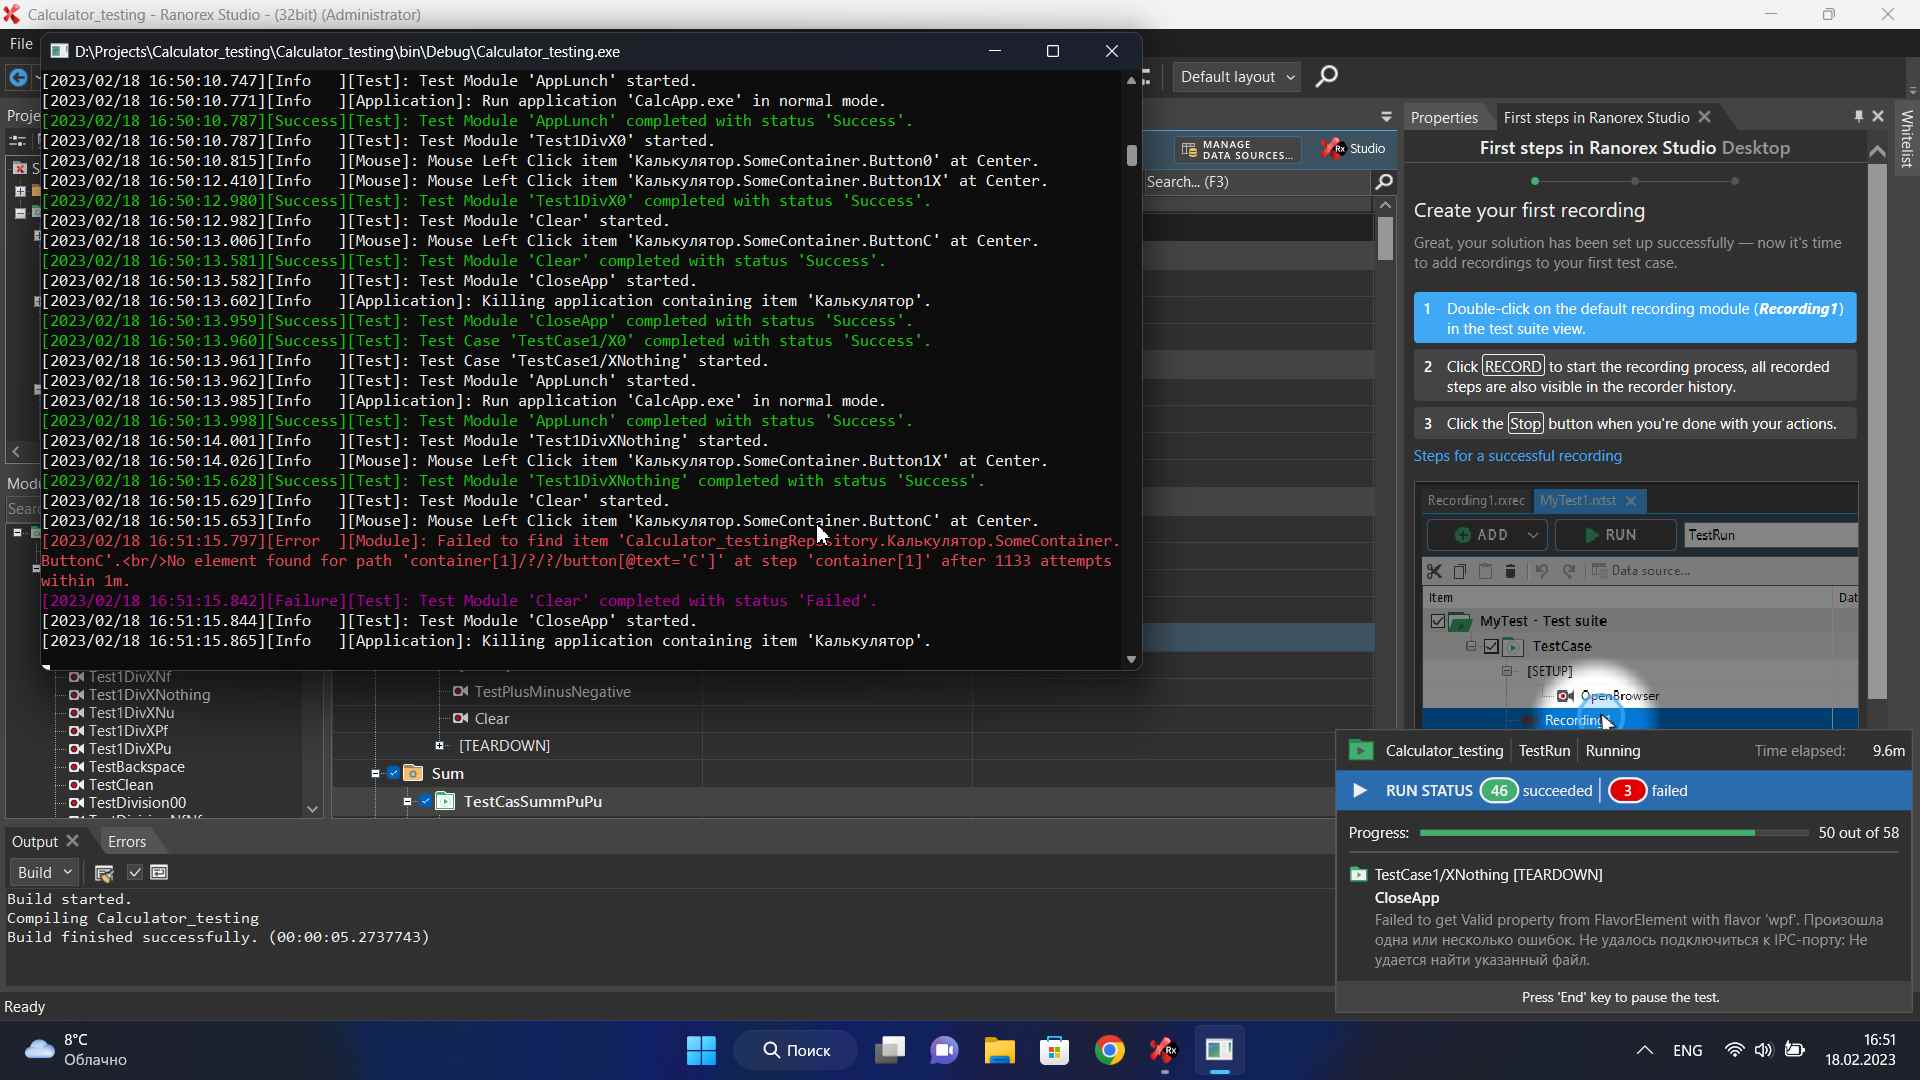 Calculator_testing - Ranorex Studio - (32bit) (Administrator)
File
D:\Projects\Calculator_testing\Calculator_testing\bin\Debug\Calculator_testing.exe
[2023/02/18 16:50:10.747][Info   ][Test]: Test Module 'AppLunch' started.
[2023/02/18 16:50:10.771][Info   ][Application]: Run application 'CalcApp.exe' in normal mode.
[2023/02/18 16:50:10.787][Success][Test]: Test Module 'AppLunch' completed with status 'Success'.
[2023/02/18 16:50:10.787][Info   ][Test]: Test Module 'Test1DivX0' started.
[2023/02/18 16:50:10.815][Info   ][Mouse]: Mouse Left Click item 'Калькулятор.SomeContainer.Button0' at Center.
[2023/02/18 16:50:12.410][Info   ][Mouse]: Mouse Left Click item 'Калькулятор.SomeContainer.Button1X' at Center.
[2023/02/18 16:50:12.980][Success][Test]: Test Module 'Test1DivX0' completed with status 'Success'.
[2023/02/18 16:50:12.982][Info   ][Test]: Test Module 'Clear' started.
[2023/02/18 16:50:13.006][Info   ][Mouse]: Mouse Left Click item 'Калькулятор.SomeContainer.ButtonC' at Center.
[2023/02/18 16:50:13.581][Success][Test]: Test Module 'Clear' completed with status 'Success'.
[2023/02/18 16:50:13.582][Info   ][Test]: Test Module 'CloseApp' started.
[2023/02/18 16:50:13.602][Info   ][Application]: Killing application containing item 'Калькулятор'.
[2023/02/18 16:50:13.959][Success][Test]: Test Module 'CloseApp' completed with status 'Success'.
[2023/02/18 16:50:13.960][Success][Test]: Test Case 'TestCase1/X0' completed with status 'Success'.
[2023/02/18 16:50:13.961][Info   ][Test]: Test Case 'TestCase1/XNothing' started.
[2023/02/18 16:50:13.962][Info   ][Test]: Test Module 'AppLunch' started.
[2023/02/18 16:50:13.985][Info   ][Application]: Run application 'CalcApp.exe' in normal mode.
[2023/02/18 16:50:13.998][Success][Test]: Test Module 'AppLunch' completed with status 'Success'.
[2023/02/18 16:50:14.001][Info   ][Test]: Test Module 'Test1DivXNothing' started.
[2023/02/18 16:50:14.026][Info   ][Mouse]: Mouse Left Click item 'Калькулятор.SomeContainer.Button1X' at Center.
[2023/02/18 16:50:15.628][Success][Test]: Test Module 'Test1DivXNothing' completed with status 'Success'.
[2023/02/18 16:50:15.629][Info   ][Test]: Test Module 'Clear' started.
[2023/02/18 16:50:15.653][Info   ][Mouse]: Mouse Left Click item 'Калькулятор.SomeContainer.ButtonC' at Center.
[2023/02/18 16:51:15.797][Error  ][Module]: Failed to find item 'Calculator_testingRepository.Калькулятор.SomeContainer.
ButtonC'.<br/>No element found for path 'container[1]/?/?/button[@text='C']' at step 'container[1]' after 1133 attempts
within 1m.
[2023/02/18 16:51:15.842][Failure][Test]: Test Module 'Clear' completed with status 'Failed'.
[2023/02/18 16:51:15.844][Info   ][Test]: Test Module 'CloseApp' started.
[2023/02/18 16:51:15.865][Info   ][Application]: Killing application containing item 'Калькулятор'.
Default layout
MANAGE
DATA SOURCES...
Rx Studio
Search... (F3)
Proje
S
Modu
Sear
Test1DivXNf
Test1DivXNothing
Test1DivXNu
Test1DivXPf
Test1DivXPu
TestBackspace
TestClean
TestDivision00
TestPlusMinusNegative
Clear
[TEARDOWN]
Sum
TestCasSummPuPu
Properties
First steps in Ranorex Studio
Whitelist
First steps in Ranorex Studio Desktop
Create your first recording
Great, your solution has been set up successfully — now it's time
to add recordings to your first test case.
1 Double-click on the default recording module (Recording1)
in the test suite view.
2 Click RECORD to start the recording process, all recorded
steps are also visible in the recorder history.
3 Click the Stop button when you're done with your actions.
Steps for a successful recording
Recording1.rxrec
MyTest1.rxtst
ADD
RUN
TestRun
Data source...
Item
Dat
MyTest - Test suite
TestCase
[SETUP]
OpenBrowser
Recording
Calculator_testing
TestRun
Running
Time elapsed: 9.6m
RUN STATUS 46 succeeded 3 failed
Progress: 50 out of 58
TestCase1/XNothing [TEARDOWN]
CloseApp
Failed to get Valid property from FlavorElement with flavor 'wpf'. Произошла
одна или несколько ошибок. Не удалось подключиться к IPC-порту: Не
удается найти указанный файл.
Press 'End' key to pause the test.
Output
Errors
Build
Build started.
Compiling Calculator_testing
Build finished successfully. (00:00:05.2737743)
Ready
8°C
Облачно
Поиск
Rx
ENG
16:51
18.02.2023